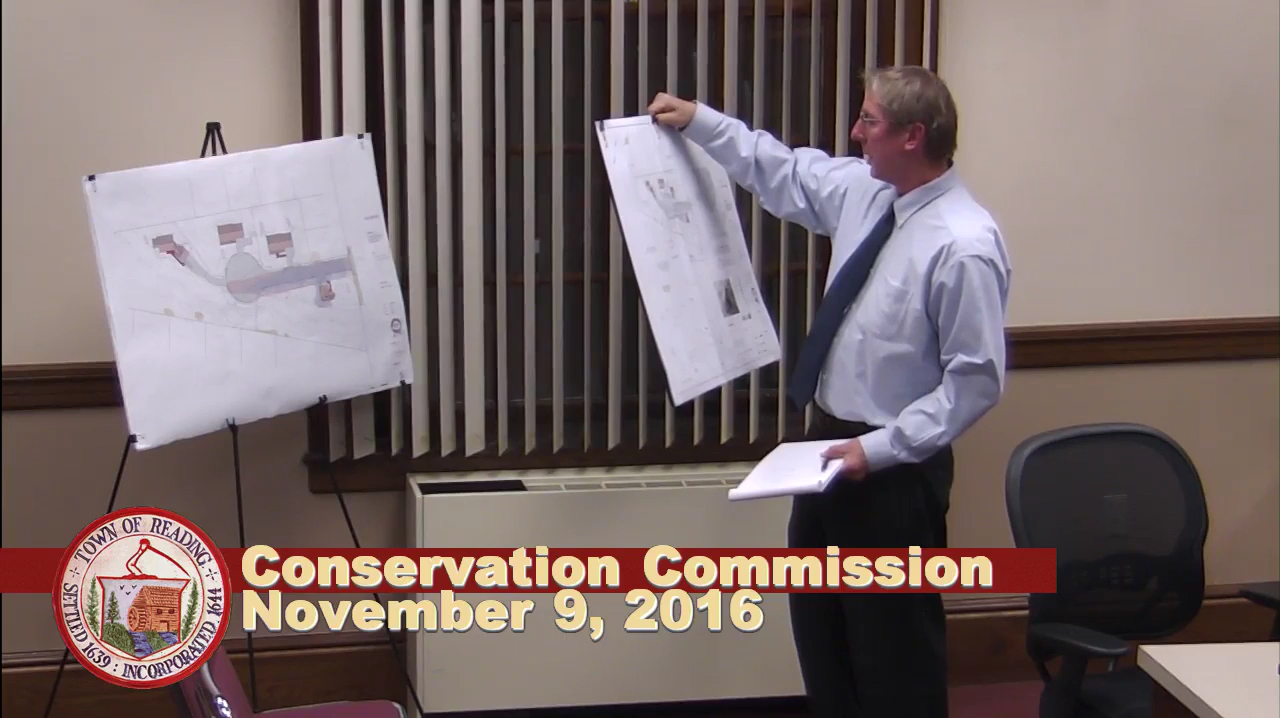 TOWN OF READING
SETTLED 1639 : INCORPORATED 1644
Conservation Commission
November 9, 2016